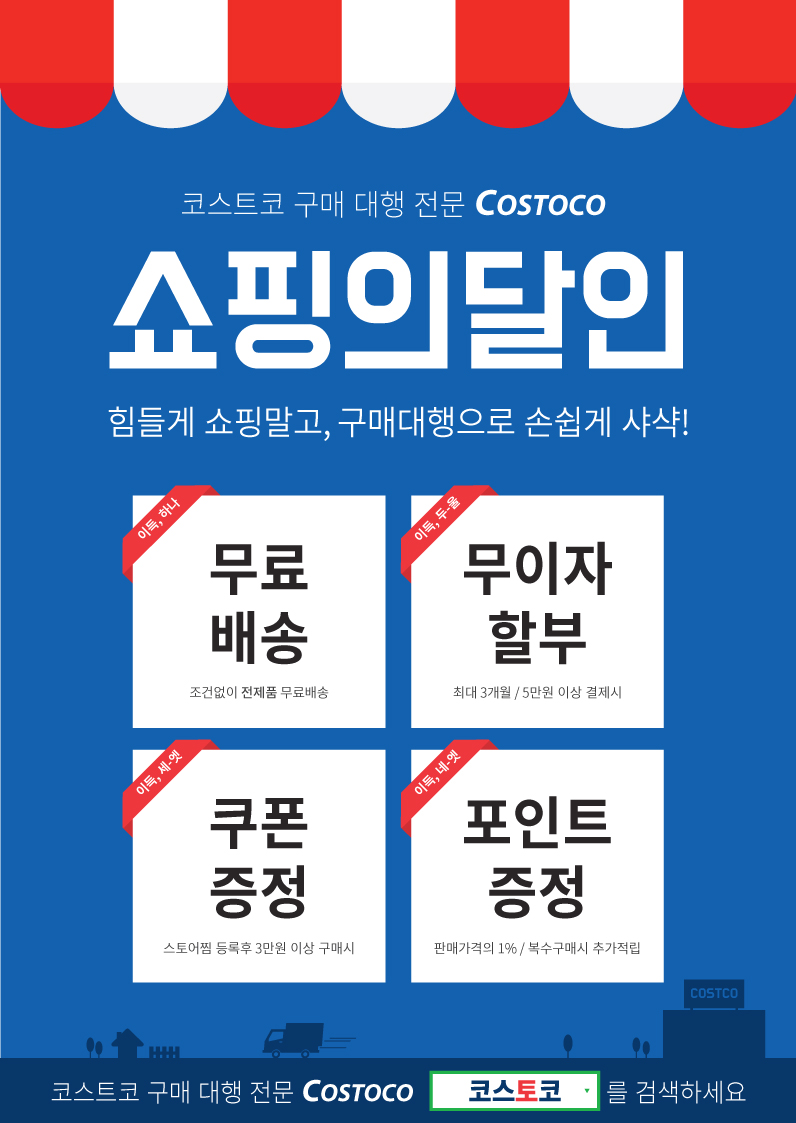 코스트코 구매 대행 전문 COSTOCO
쇼핑의달인
힘들게 쇼핑말고, 구매대행으로 손쉽게 샤샥!
이득, 하나
무료
배송
조건없이 전제품 무료배송
이득, 두-울
무이자
할부
최대 3개월 / 5만원 이상 결제시
이득, 세-엣
쿠폰
증정
스토어찜 등록후 3만원 이상 구매시
이득, 네-엣
포인트
증정
판매가격의 1% / 복수구매시 추가적립
COSTCO
코스트코 구매 대행 전문 COSTOCO 코스토코 를 검색하세요